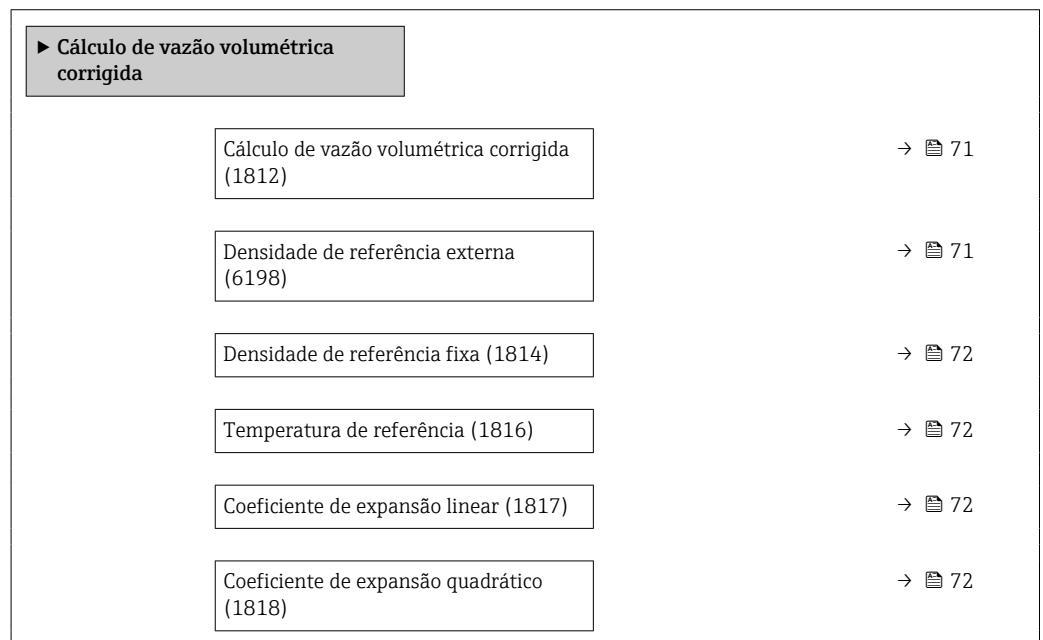 ▶ Cálculo de vazão volumétrica
corrigida
Cálculo de vazão volumétrica corrigida
(1812)
→ 71
Densidade de referência externa
(6198)
→ 71
Densidade de referência fixa (1814)
→ 72
Temperatura de referência (1816)
→ 72
Coeficiente de expansão linear (1817)
→ 72
Coeficiente de expansão quadrático
(1818)
→ 72